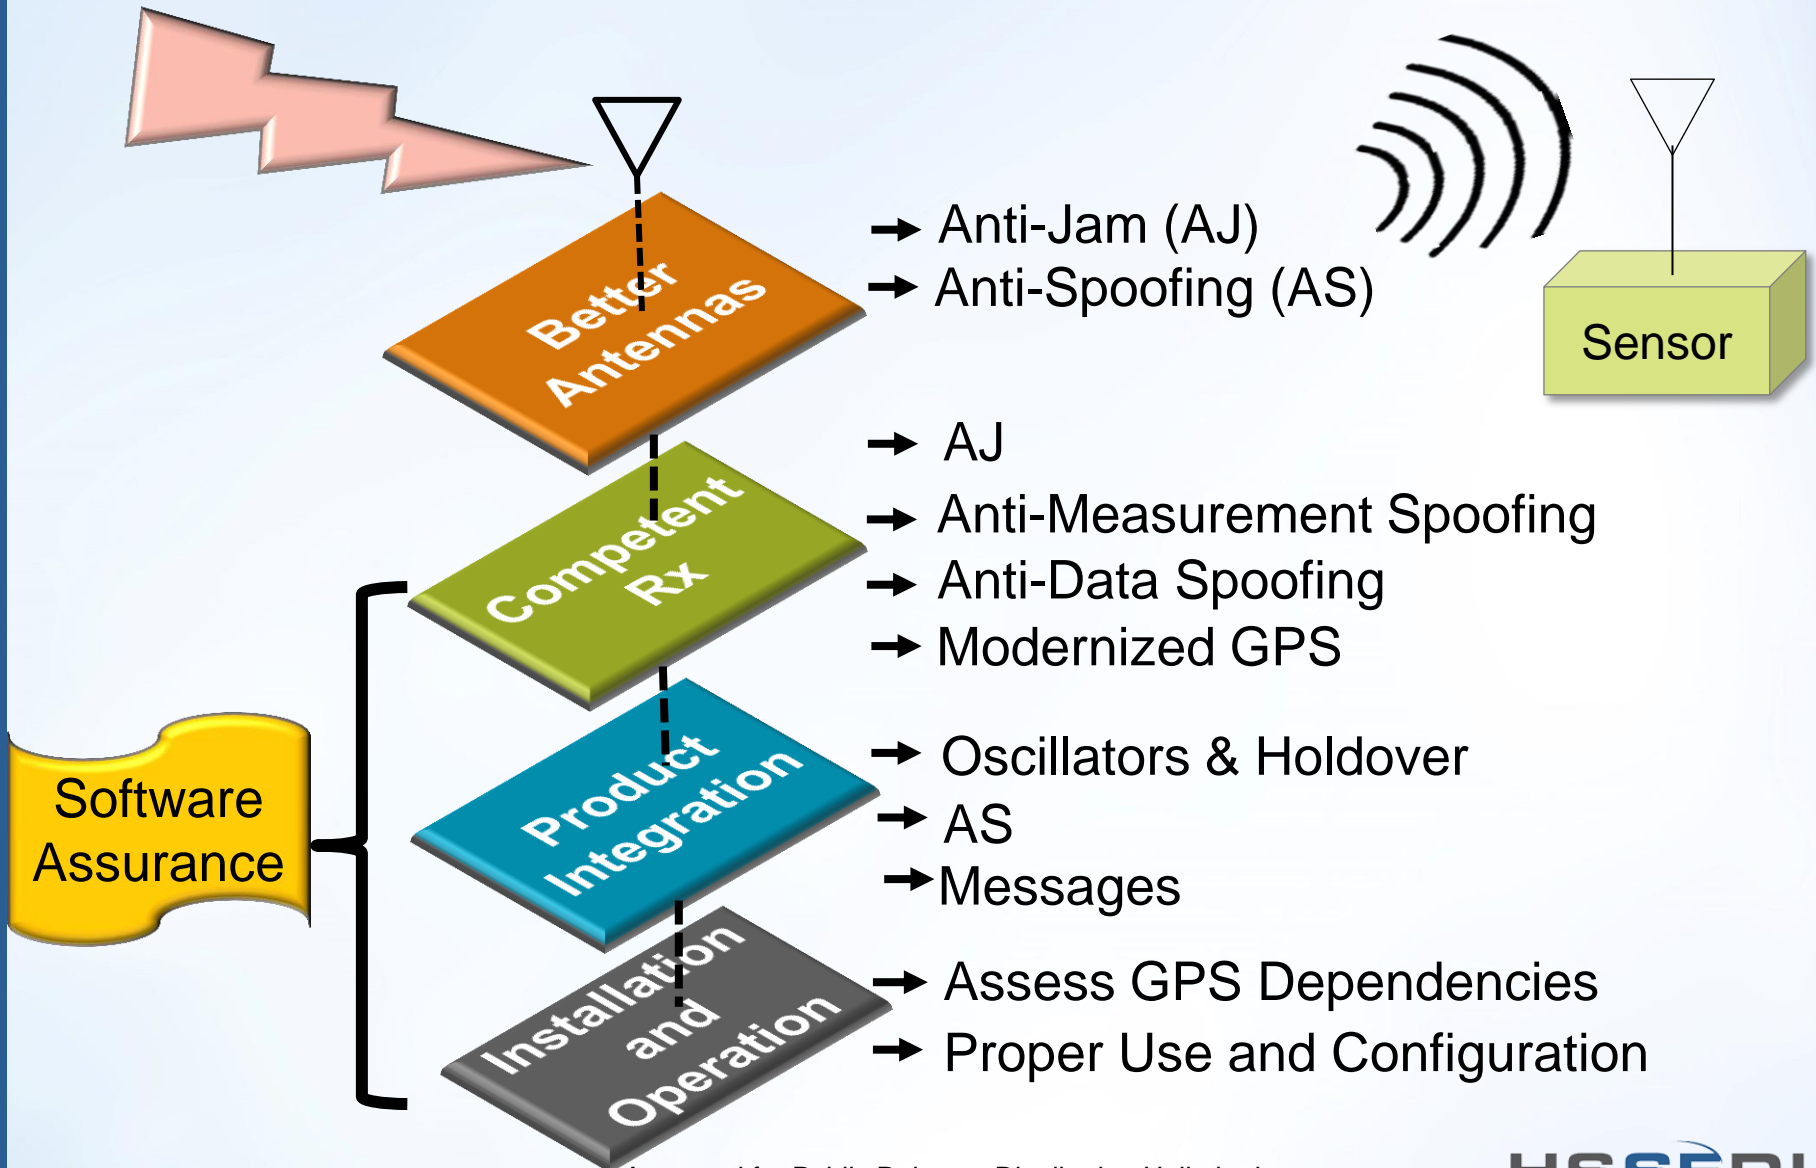 Anti-Jam (AJ)
Anti-Spoofing (AS)
Sensor
Better
Antennas
AJ
Anti-Measurement Spoofing
Anti-Data Spoofing
Modernized GPS
Competent
Rx
Oscillators & Holdover
AS
Messages
Product
Integration
Software
Assurance
Assess GPS Dependencies
Proper Use and Configuration
Installation
and
Operation